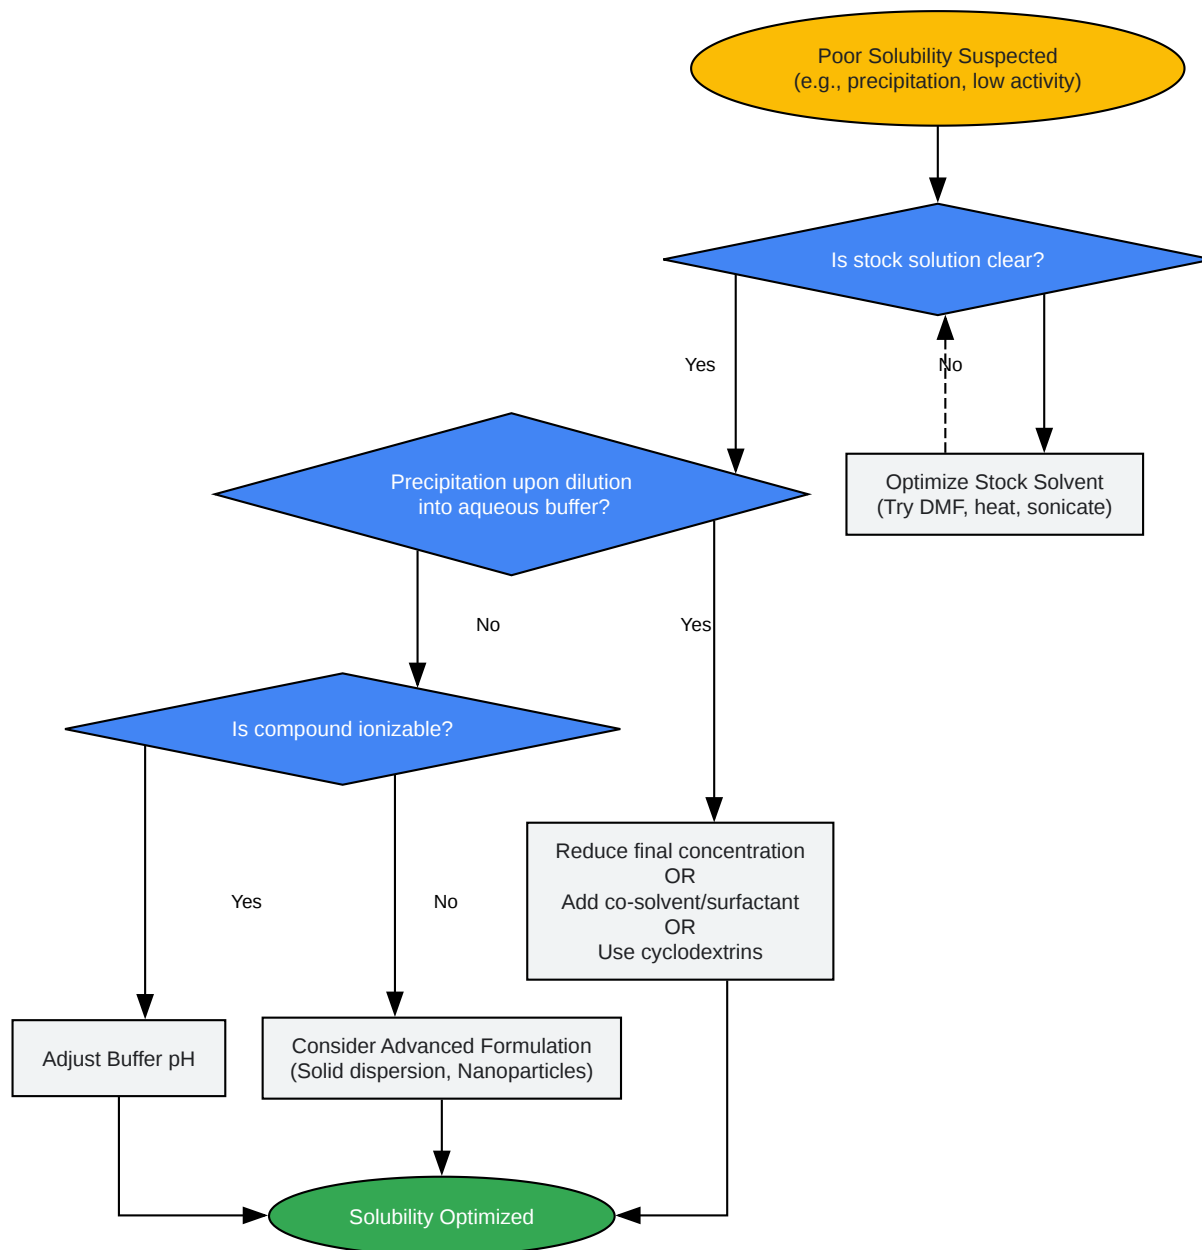 Poor Solubility Suspected
(e.g., precipitation, low activity)
Is stock solution clear?
Yes
No
Precipitation upon dilution
into aqueous buffer?
Optimize Stock Solvent
(Try DMF, heat, sonicate)
No
Yes
Is compound ionizable?
Reduce final concentration
OR
Add co-solvent/surfactant
OR
Use cyclodextrins
Yes
No
Adjust Buffer pH
Consider Advanced Formulation
(Solid dispersion, Nanoparticles)
Solubility Optimized